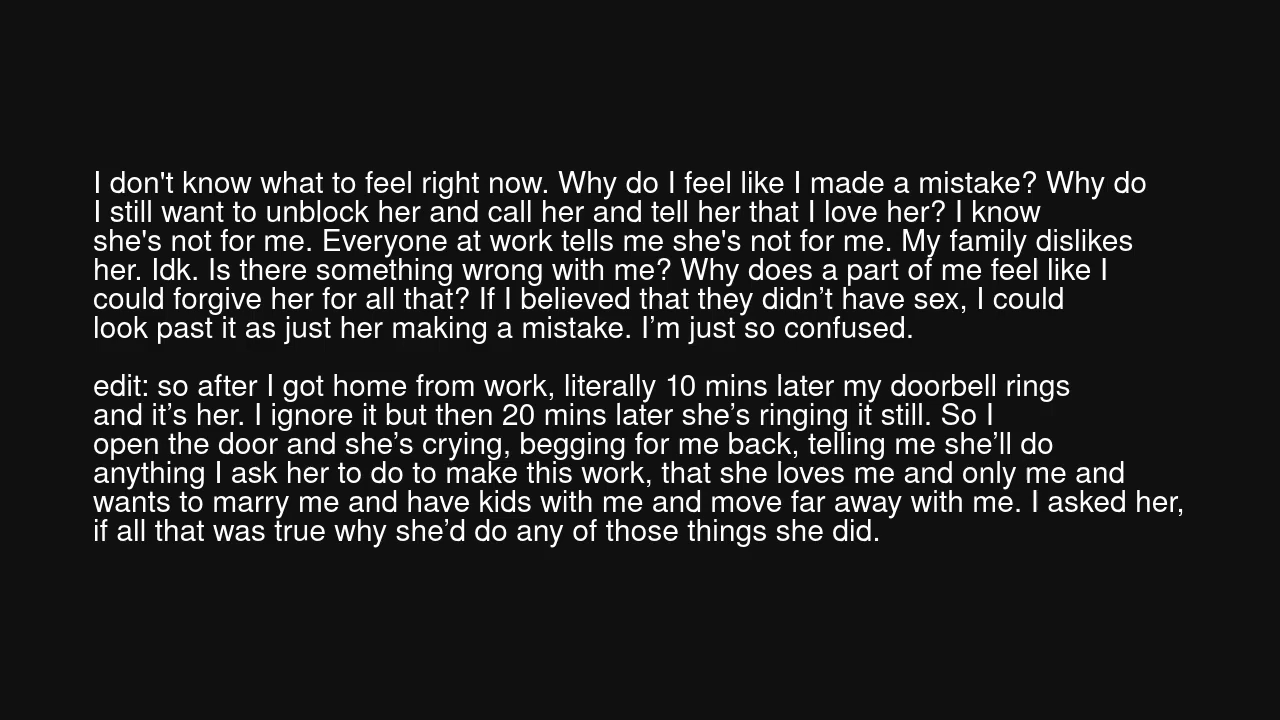 I don't know what to feel right now. Why do I feel like I made a mistake? Why do
I still want to unblock her and call her and tell her that I love her? I know
she's not for me. Everyone at work tells me she's not for me. My family dislikes
her. Idk. Is there something wrong with me? Why does a part of me feel like I
could forgive her for all that? If I believed that they didn’t have sex, I could
look past it as just her making a mistake. I’m just so confused.

edit: so after I got home from work, literally 10 mins later my doorbell rings
and it’s her. I ignore it but then 20 mins later she’s ringing it still. So I
open the door and she’s crying, begging for me back, telling me she’ll do
anything I ask her to do to make this work, that she loves me and only me and
wants to marry me and have kids with me and move far away with me. I asked her,
if all that was true why she’d do any of those things she did.